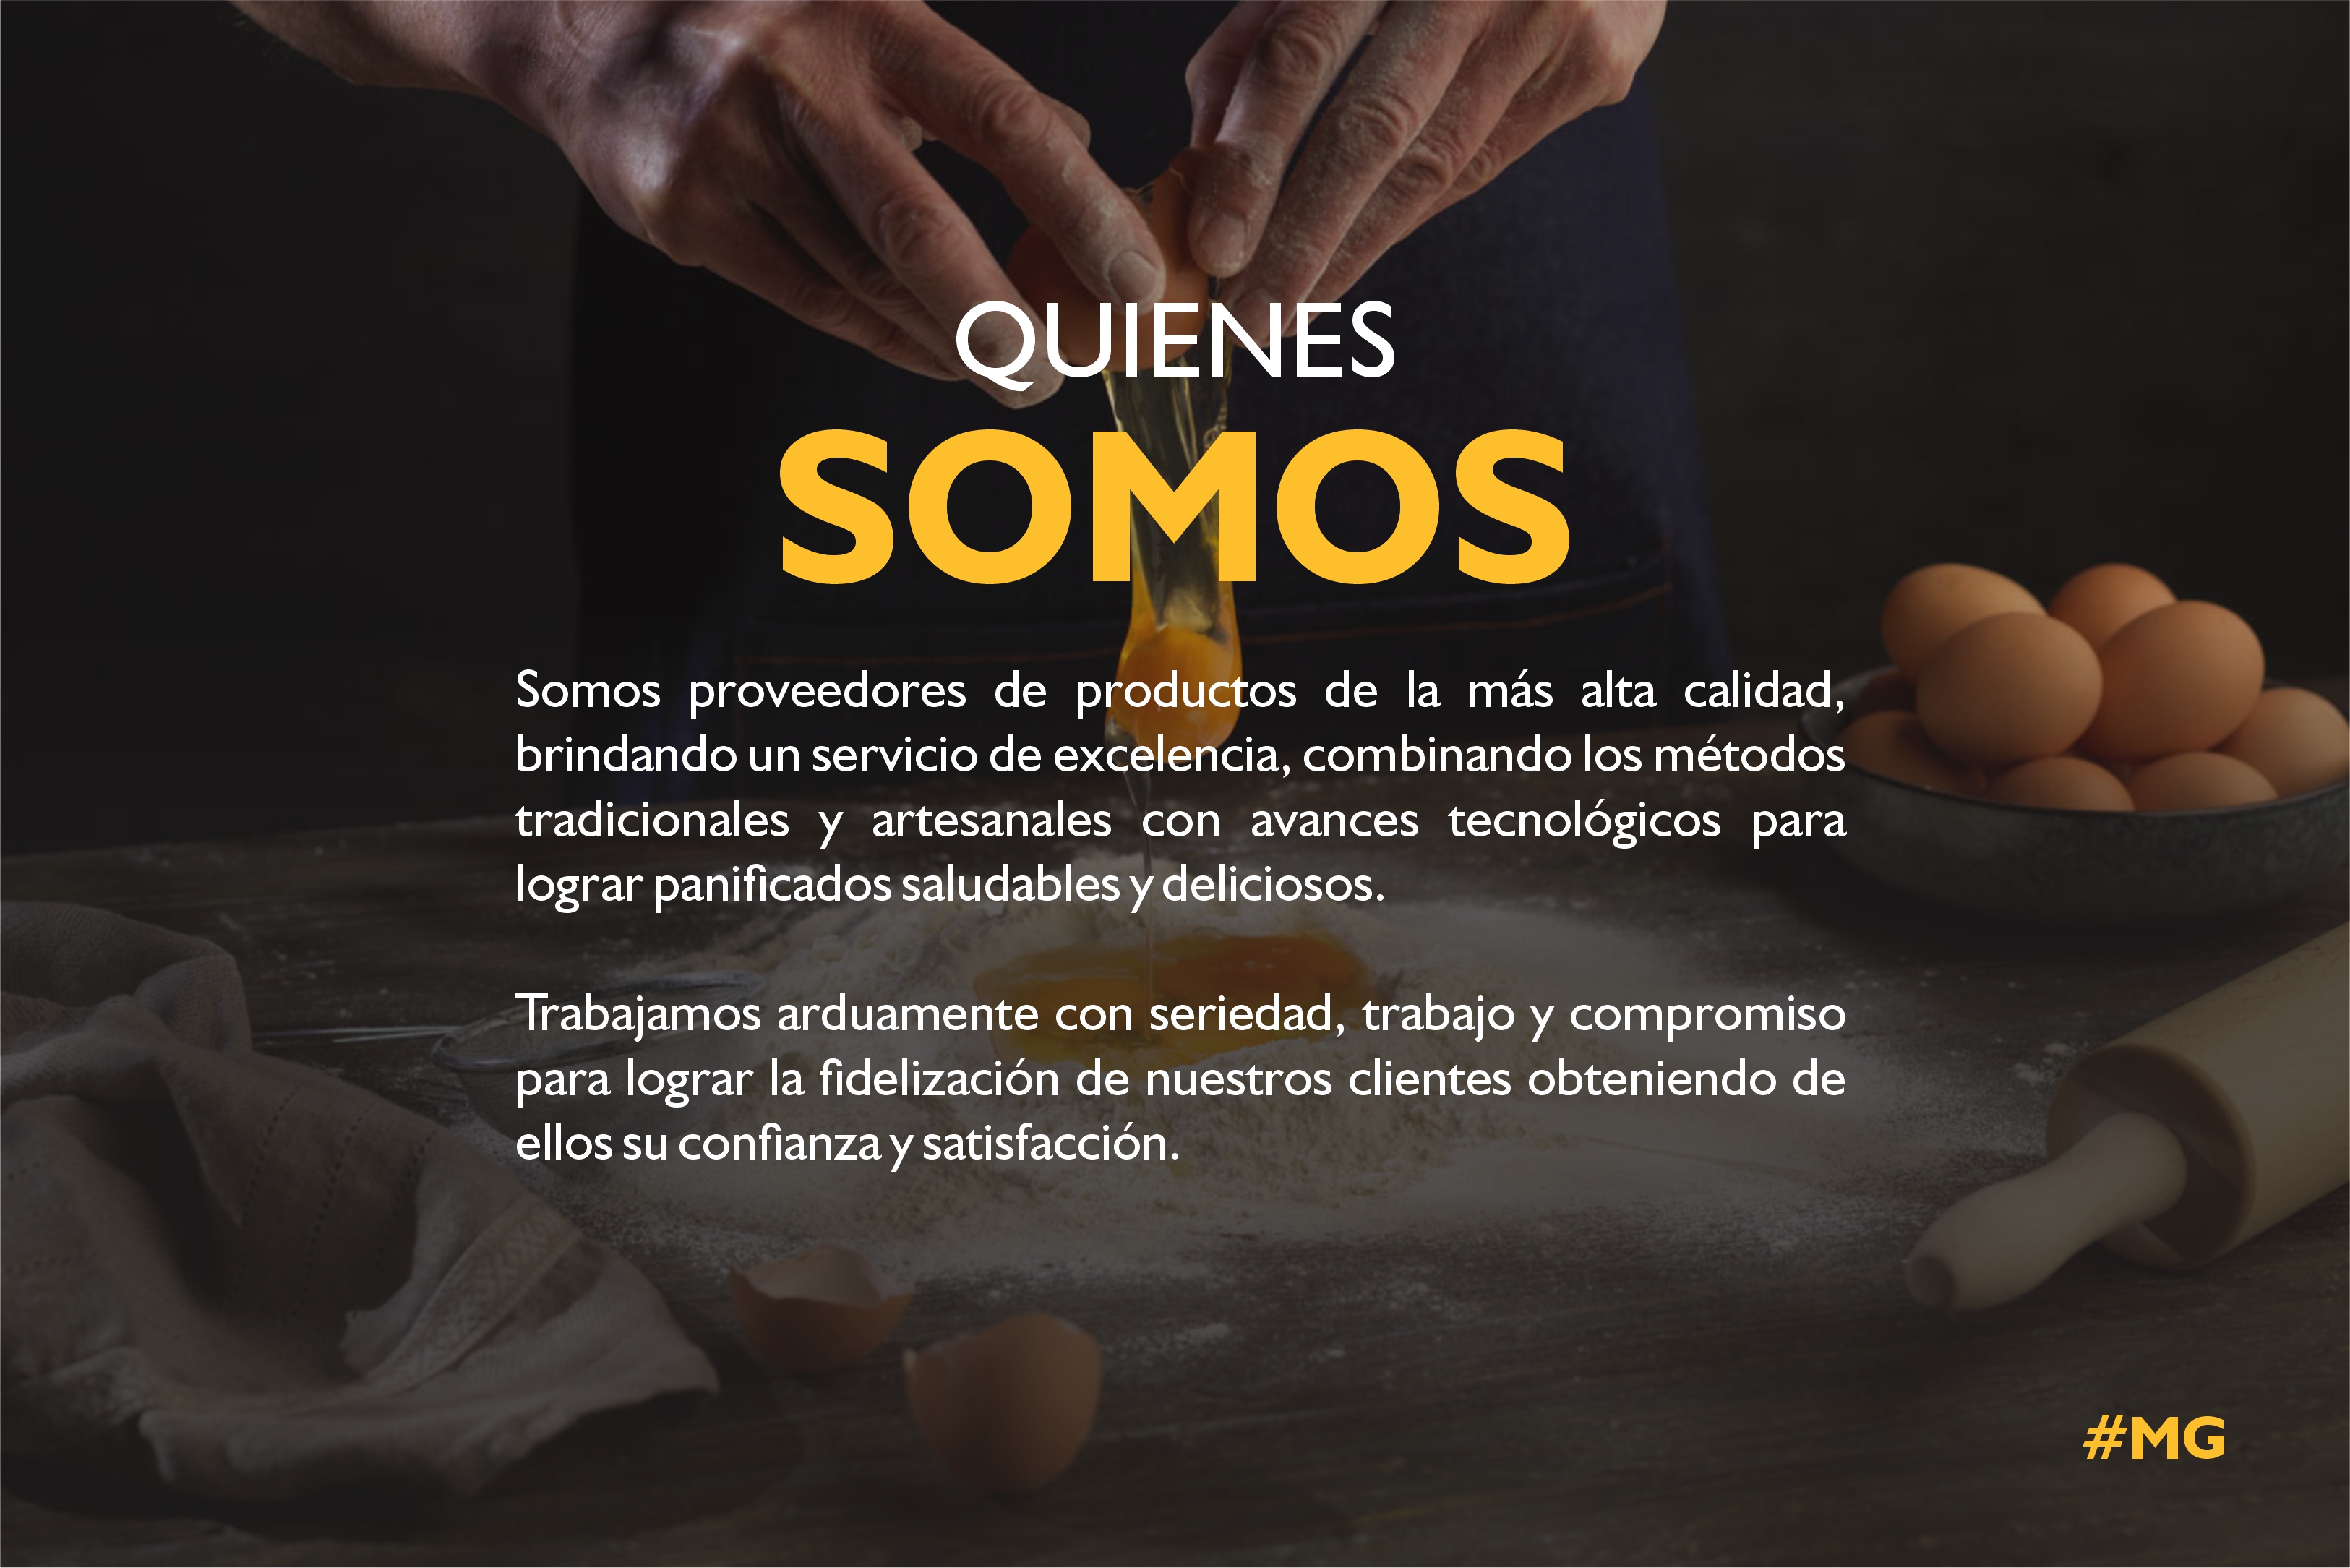 QUIENES
SOMOS
Somos proveedores de productos de la más alta calidad,
brindando un servicio de excelencia, combinando los métodos
tradicionales y artesanales con avances tecnológicos para
lograr panificados saludables y deliciosos.
Trabajamos arduamente con seriedad, trabajo y compromiso
para lograr la fidelización de nuestros clientes obteniendo de
ellos su confianza y satisfacción.
#MG